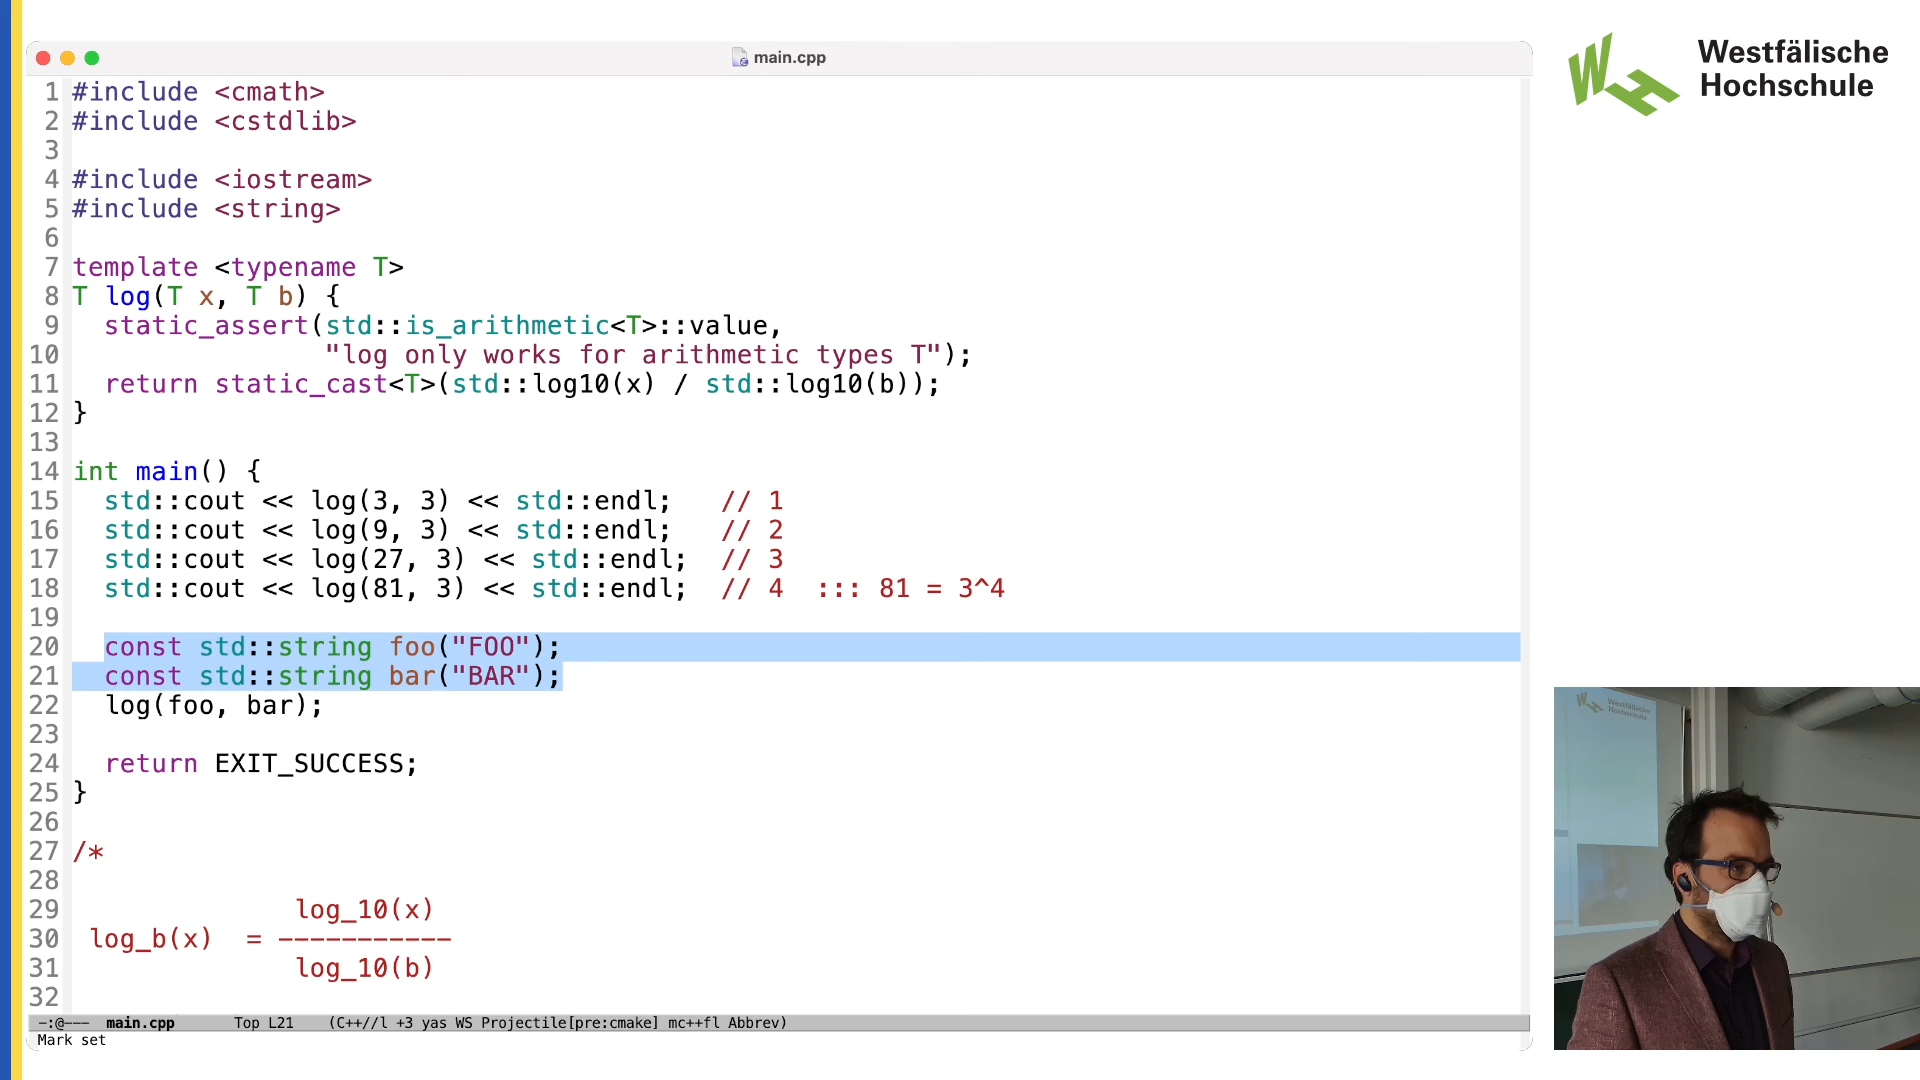 main.cpp
Westfälische
Hochschule
1 #include <cmath>
2 #include <cstdlib>
3
4 #include <iostream>
5 #include <string>
6
7 template <typename T>
8 T log(T x, T b) {
9   static_assert(std::is_arithmetic<T>::value,
10                 "log only works for arithmetic types T");
11   return static_cast<T>(std::log10(x) / std::log10(b));
12 }
13
14 int main() {
15   std::cout << log(3, 3) << std::endl;   // 1
16   std::cout << log(9, 3) << std::endl;   // 2
17   std::cout << log(27, 3) << std::endl;  // 3
18   std::cout << log(81, 3) << std::endl;  // 4  ::: 81 = 3^4
19
20   const std::string foo("FOO");
21   const std::string bar("BAR");
22   log(foo, bar);
23
24   return EXIT_SUCCESS;
25 }
26
27 /*
28
29               log_10(x)
30  log_b(x)  = -----------
31               log_10(b)
32
-:@--- main.cpp Top L21 (C++//l +3 yas WS Projectile[pre:cmake] mc++fl Abbrev)
Mark set
Westfälische
Hochschule